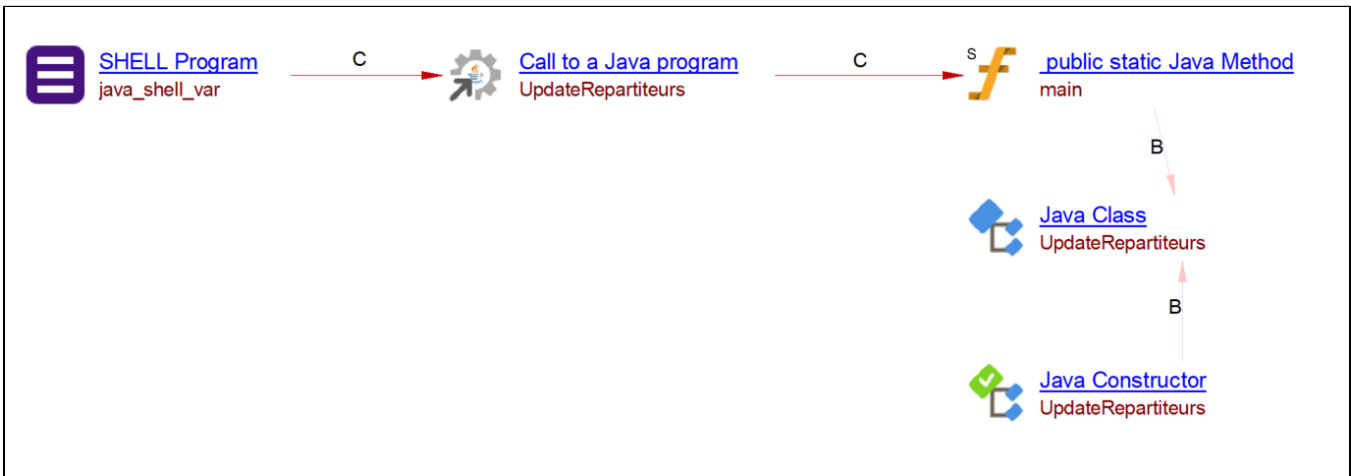 SHELL Program
java_shell_var
C
Call to a Java program
UpdateRepartiteurs
C
S
public static Java Method
main
B
Java Class
UpdateRepartiteurs
B
Java Constructor
UpdateRepartiteurs